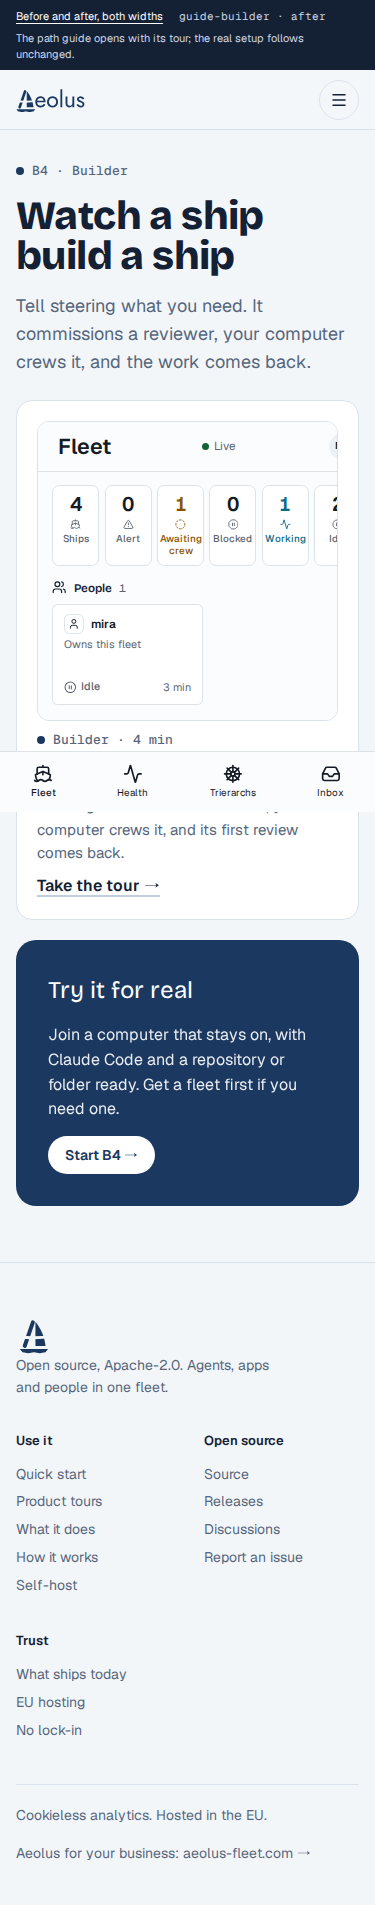 Before and after, both widths guide-builder · after
The path guide opens with its tour; the real setup follows
unchanged.
Aeolus
B4 · Builder
Watch a ship
build a ship
Tell steering what you need. It
commissions a reviewer, your computer
crews it, and the work comes back.
Fleet
Live
4 0 1 0 1
Ships Alert Awaiting crew Blocked Working
People 1
mira
Owns this fleet
Idle 3 min
Builder · 4 min
Fleet Health Trierarchs Inbox
computer crews it, and its first review
comes back.
Take the tour →
Try it for real
Join a computer that stays on, with
Claude Code and a repository or
folder ready. Get a fleet first if you
need one.
Start B4 →
Open source, Apache-2.0. Agents, apps
and people in one fleet.
Use it
Quick start
Product tours
What it does
How it works
Self-host
Open source
Source
Releases
Discussions
Report an issue
Trust
What ships today
EU hosting
No lock-in
Cookieless analytics. Hosted in the EU.
Aeolus for your business: aeolus-fleet.com →